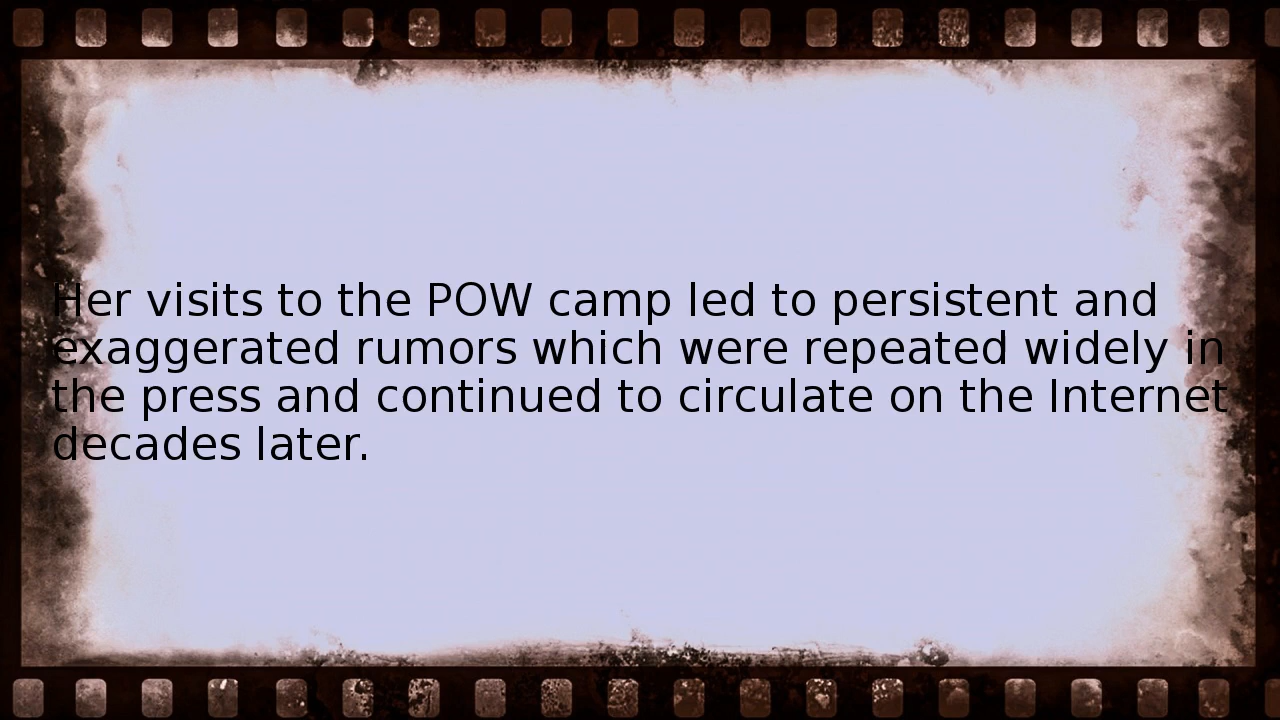 Her visits to the POW camp led to persistent and
exaggerated rumors which were repeated widely in
the press and continued to circulate on the Internet
decades later.